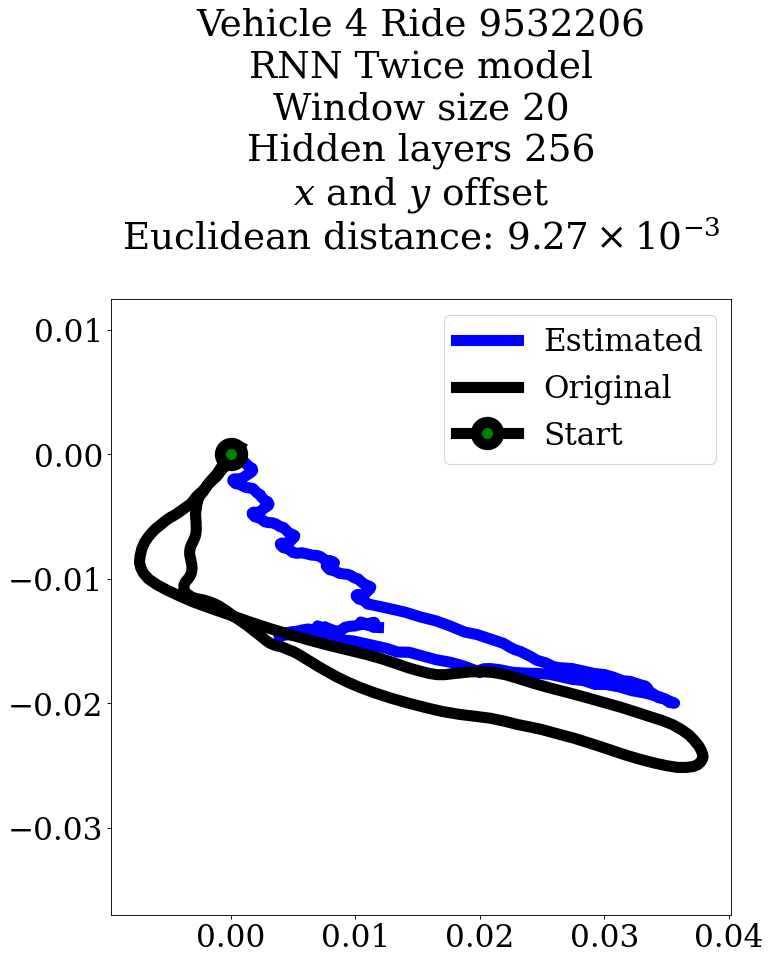 Vehicle 4 Ride 9532206
RNN Twice model
Window size 20
Hidden layers 256
x and y offset
Euclidean distance: 9.27 × 10⁻³
0.01
0.00
−0.01
−0.02
−0.03
Estimated
Original
Start
0.00 0.01 0.02 0.03 0.04